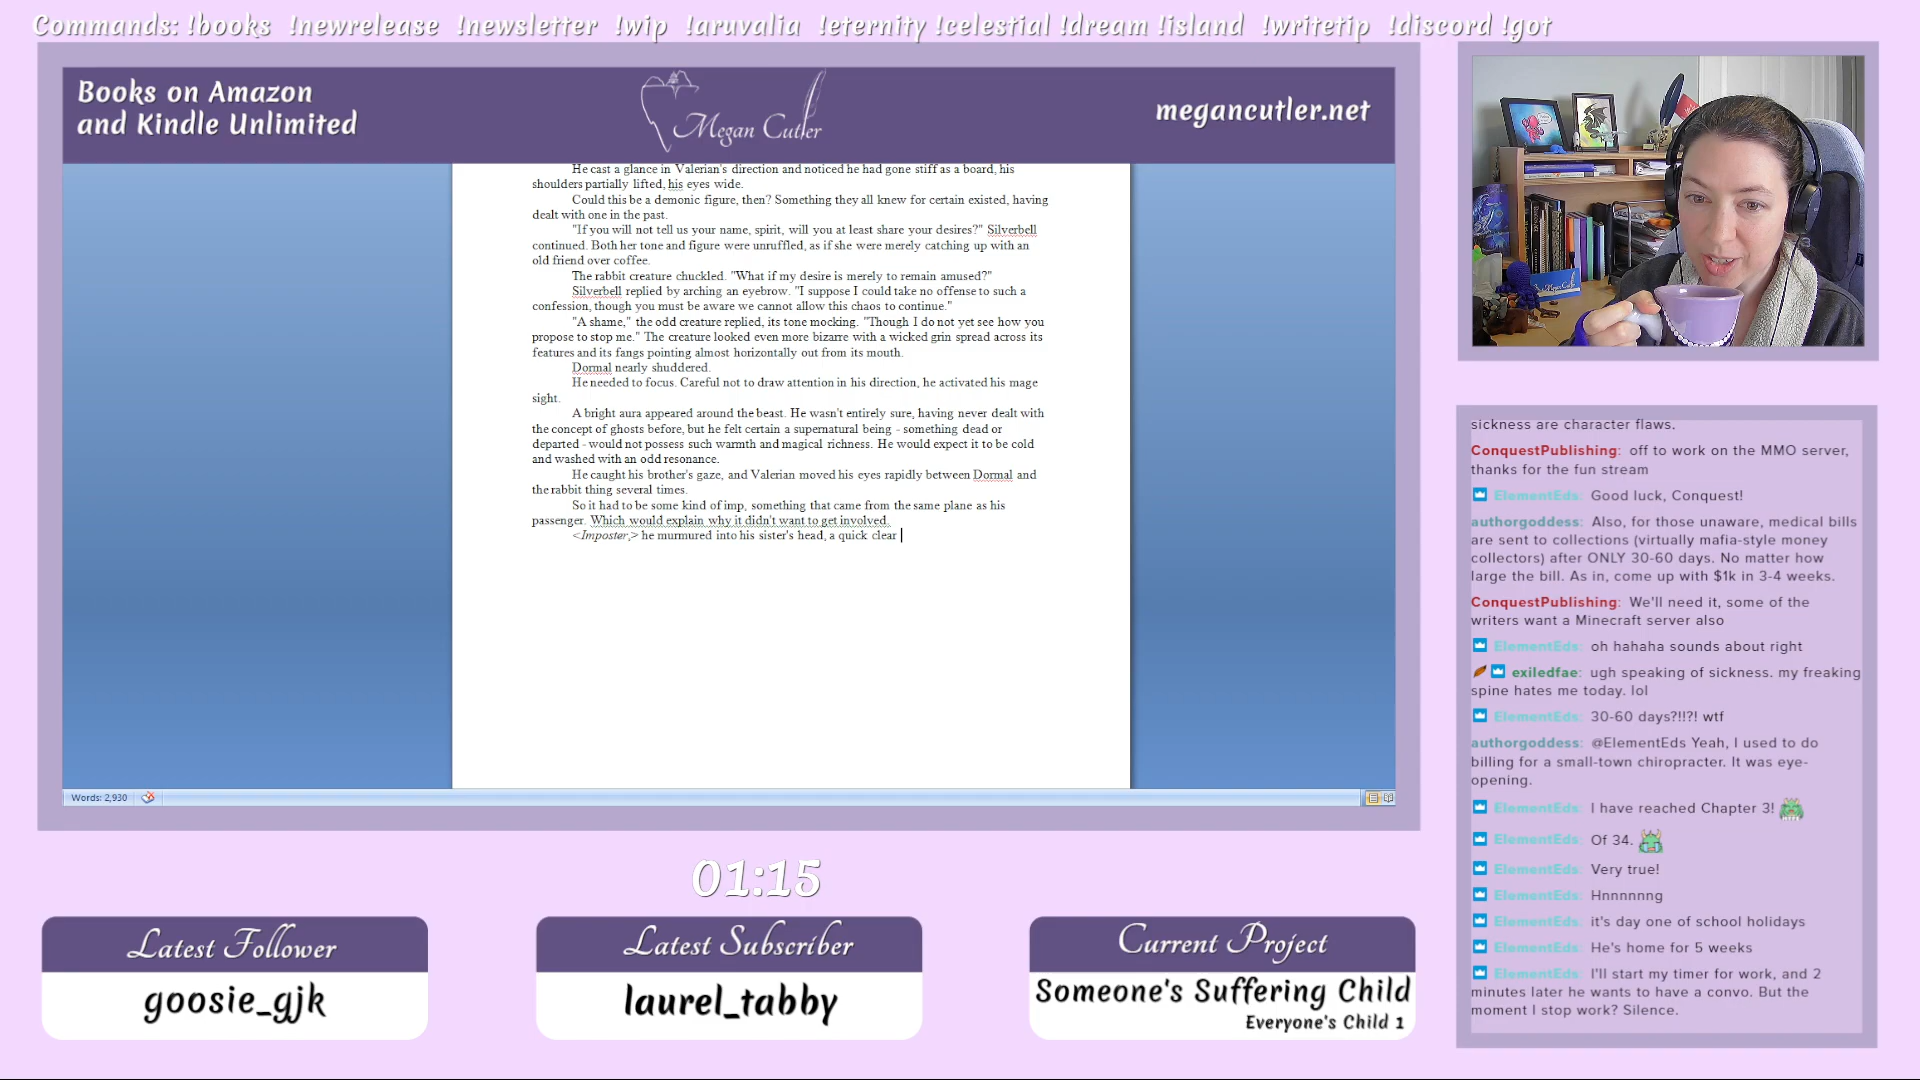 Commands: !books !newrelease !newsletter !wip !aruvalia !eternity !celestial !dream !island !writetip !discord !got
Books on Amazon
and Kindle Unlimited
Megan Cutler
megancutler.net
He cast a glance in Valerian's direction and noticed he had gone stiff as a board, his
shoulders partially lifted, his eyes wide.
Could this be a demonic figure, then? Something they all knew for certain existed, having
dealt with one in the past.
"If you will not tell us your name, spirit, will you at least share your desires?" Silverbell
continued. Both her tone and figure were unruffled, as if she were merely catching up with an
old friend over coffee.
The rabbit creature chuckled. "What if my desire is merely to remain amused?"
Silverbell replied by arching an eyebrow. "I suppose I could take no offense to such a
confession, though you must be aware we cannot allow this chaos to continue."
"A shame," the odd creature replied, its tone mocking. "Though I do not yet see how you
propose to stop me." The creature looked even more bizarre with a wicked grin spread across its
features and its fangs pointing almost horizontally out from its mouth.
Dormal nearly shuddered.
He needed to focus. Careful not to draw attention in his direction, he activated his mage
sight.
A bright aura appeared around the beast. He wasn't entirely sure, having never dealt with
the concept of ghosts before, but he felt certain a supernatural being - something dead or
departed - would not possess such warmth and magical richness. He would expect it to be cold
and washed with an odd resonance.
He caught his brother's gaze, and Valerian moved his eyes rapidly between Dormal and
the rabbit thing several times.
So it had to be some kind of imp, something that came from the same plane as his
passenger. Which would explain why it didn't want to get involved.
<Imposter,> he murmured into his sister's head, a quick clear
Words: 2,930
01:15
Latest Follower
goosie_gjk
Latest Subscriber
laurel_tabby
Current Project
Someone's Suffering Child
Everyone's Child 1
Megan Cutler
sickness are character flaws.
ConquestPublishing: off to work on the MMO server,
thanks for the fun stream
ElementEds: Good luck, Conquest!
authorgoddess: Also, for those unaware, medical bills
are sent to collections (virtually mafia-style money
collectors) after ONLY 30-60 days. No matter how
large the bill. As in, come up with $1k in 3-4 weeks.
ConquestPublishing: We'll need it, some of the
writers want a Minecraft server also
ElementEds: oh hahaha sounds about right
exiledfae: ugh speaking of sickness. my freaking
spine hates me today. lol
ElementEds: 30-60 days?!!?! wtf
authorgoddess: @ElementEds Yeah, I used to do
billing for a small-town chiropracter. It was eye-
opening.
ElementEds: I have reached Chapter 3!
ElementEds: Of 34.
ElementEds: Very true!
ElementEds: Hnnnnnng
ElementEds: it's day one of school holidays
ElementEds: He's home for 5 weeks
ElementEds: I'll start my timer for work, and 2
minutes later he wants to have a convo. But the
moment I stop work? Silence.